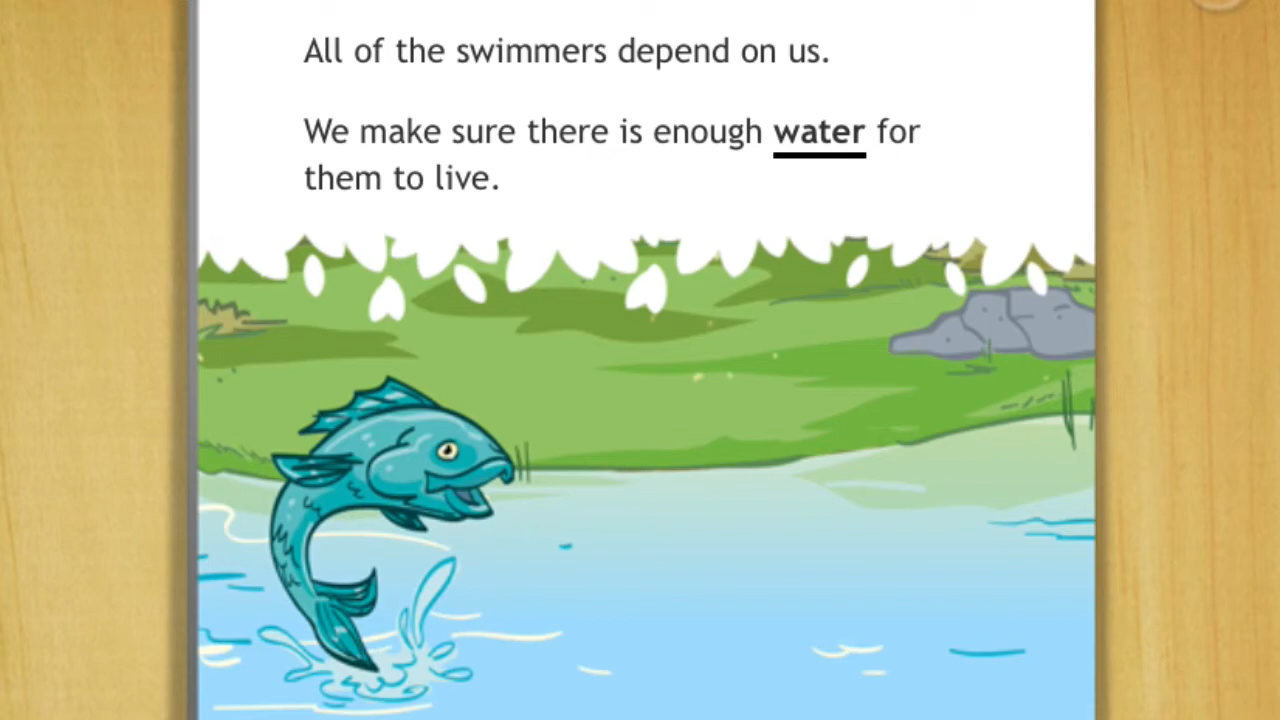 All of the swimmers depend on us.
We make sure there is enough water for
them to live.